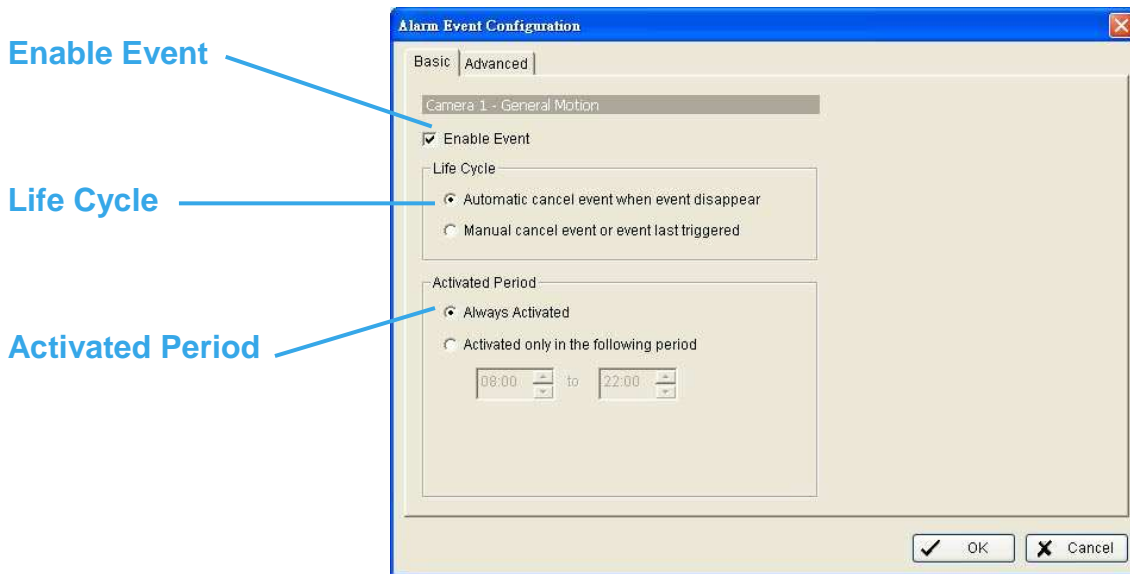 Alarm Event Configuration
Enable Event
Basic Advanced
Camera 1 - General Motion
Enable Event
Life Cycle
Life Cycle
Automatic cancel event when event disappear
Manual cancel event or event last triggered
Activated Period
Activated Period
Always Activated
Activated only in the following period
08:00 to 22:00
OK Cancel